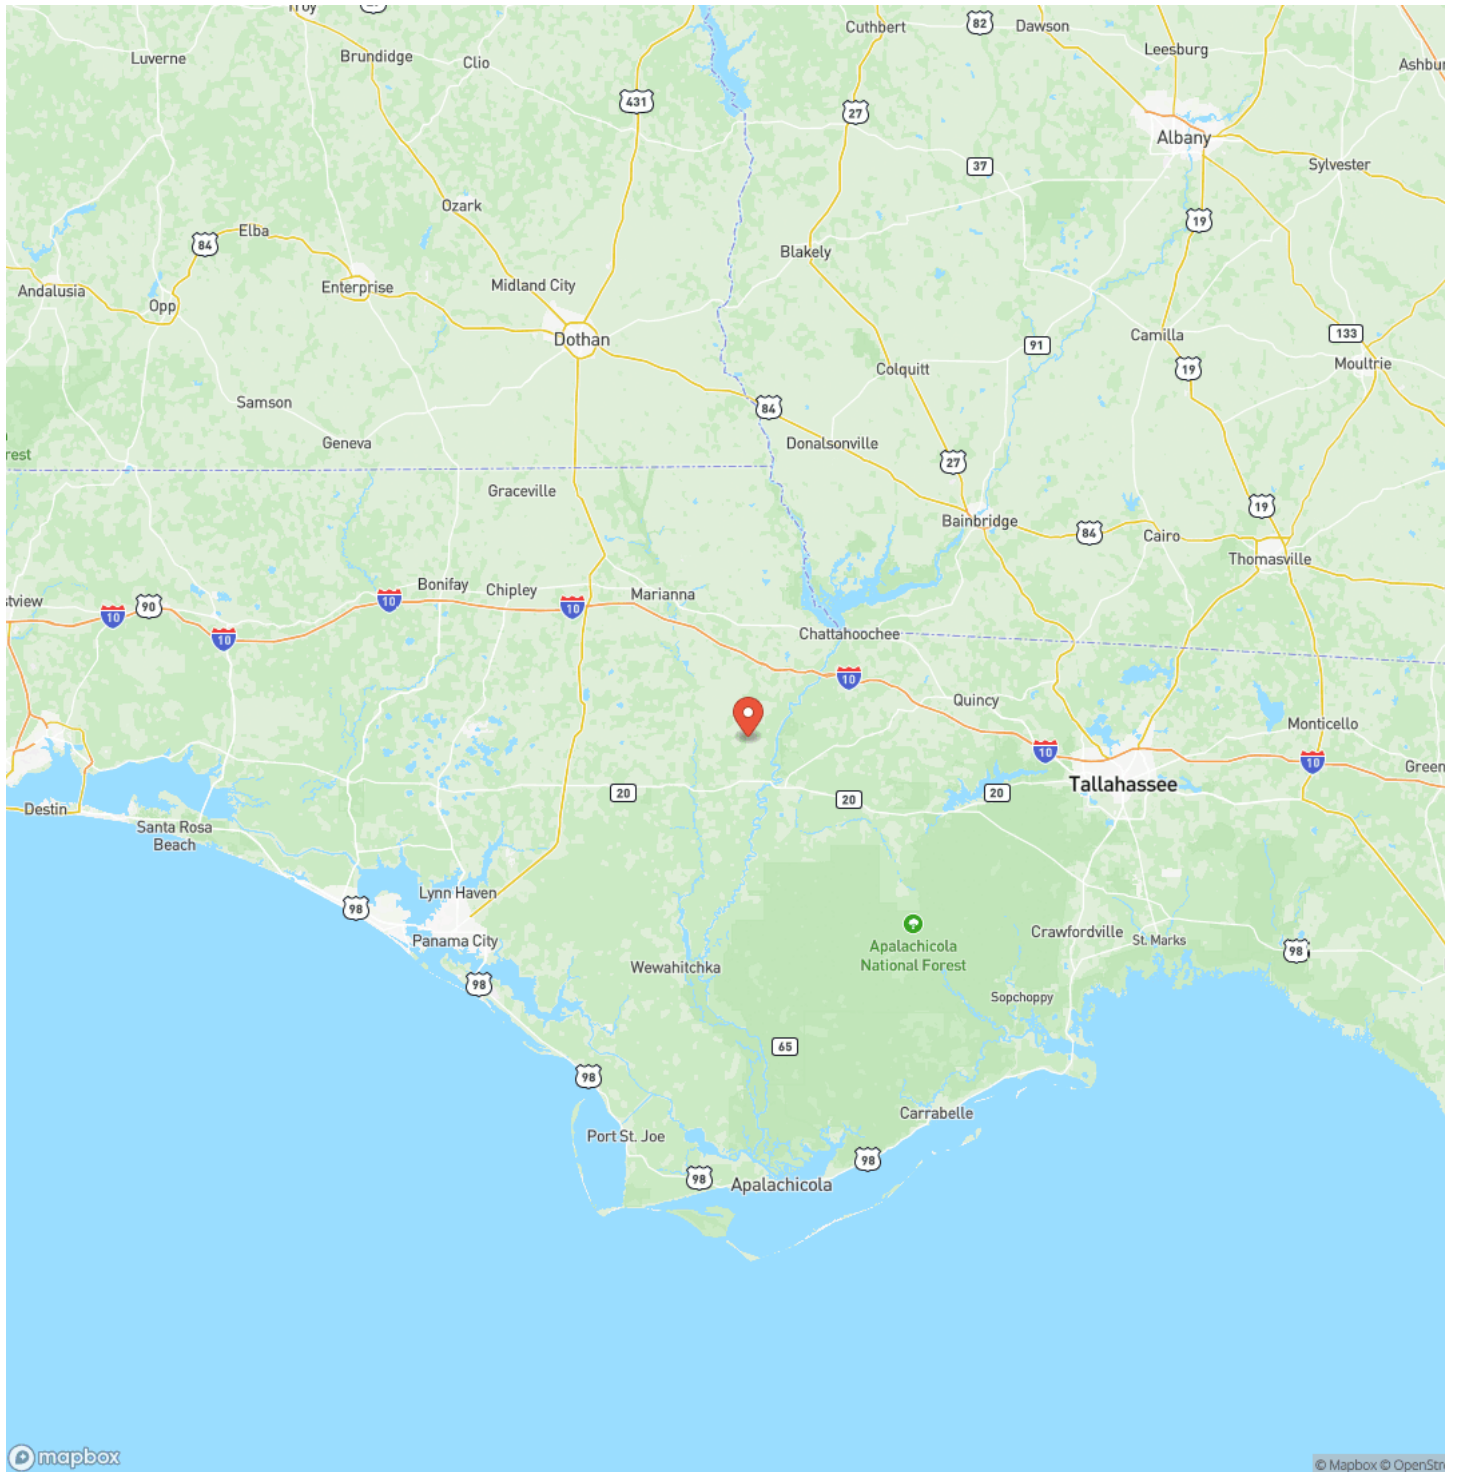 Troy
Cuthbert
82
Dawson
Luverne
Brundidge
Clio
Leesburg
Ashbur
431
27
Albany
37
Sylvester
Ozark
19
Elba
84
Blakely
Andalusia
Opp
Enterprise
Midland City
Dothan
91
Camilla
133
Colquitt
19
Moultrie
Samson
84
Geneva
Donalsonville
rest
27
Graceville
19
Bainbridge
84
Cairo
Thomasville
stview
90
10
10
Bonifay
Chipley
10
Marianna
10
Chattahoochee
10
Quincy
Monticello
10
10
Green
Destin
20
20
20
Tallahassee
Santa Rosa
Beach
Lynn Haven
98
Panama City
98
Wewahitchka
Apalachicola
National Forest
Crawfordville
St. Marks
98
Sopchoppy
65
98
Carrabelle
Port St. Joe
98
98
Apalachicola
mapbox
© Mapbox © OpenStr